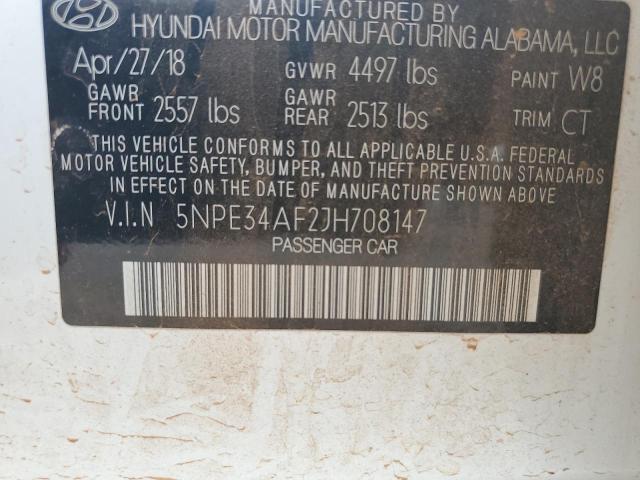 MANUFACTURED BY
HYUNDAI MOTOR MANUFACTURING ALABAMA, LLC
Apr/27/18 GVWR 4497 lbs PAINT W8
GAWR FRONT 2557 lbs GAWR REAR 2513 lbs TRIM CT
THIS VEHICLE CONFORMS TO ALL APPLICABLE U.S.A. FEDERAL
MOTOR VEHICLE SAFETY, BUMPER, AND THEFT PREVENTION STANDARDS
IN EFFECT ON THE DATE OF MANUFACTURE SHOWN ABOVE
V.I.N 5NPE34AF2JH708147
PASSENGER CAR